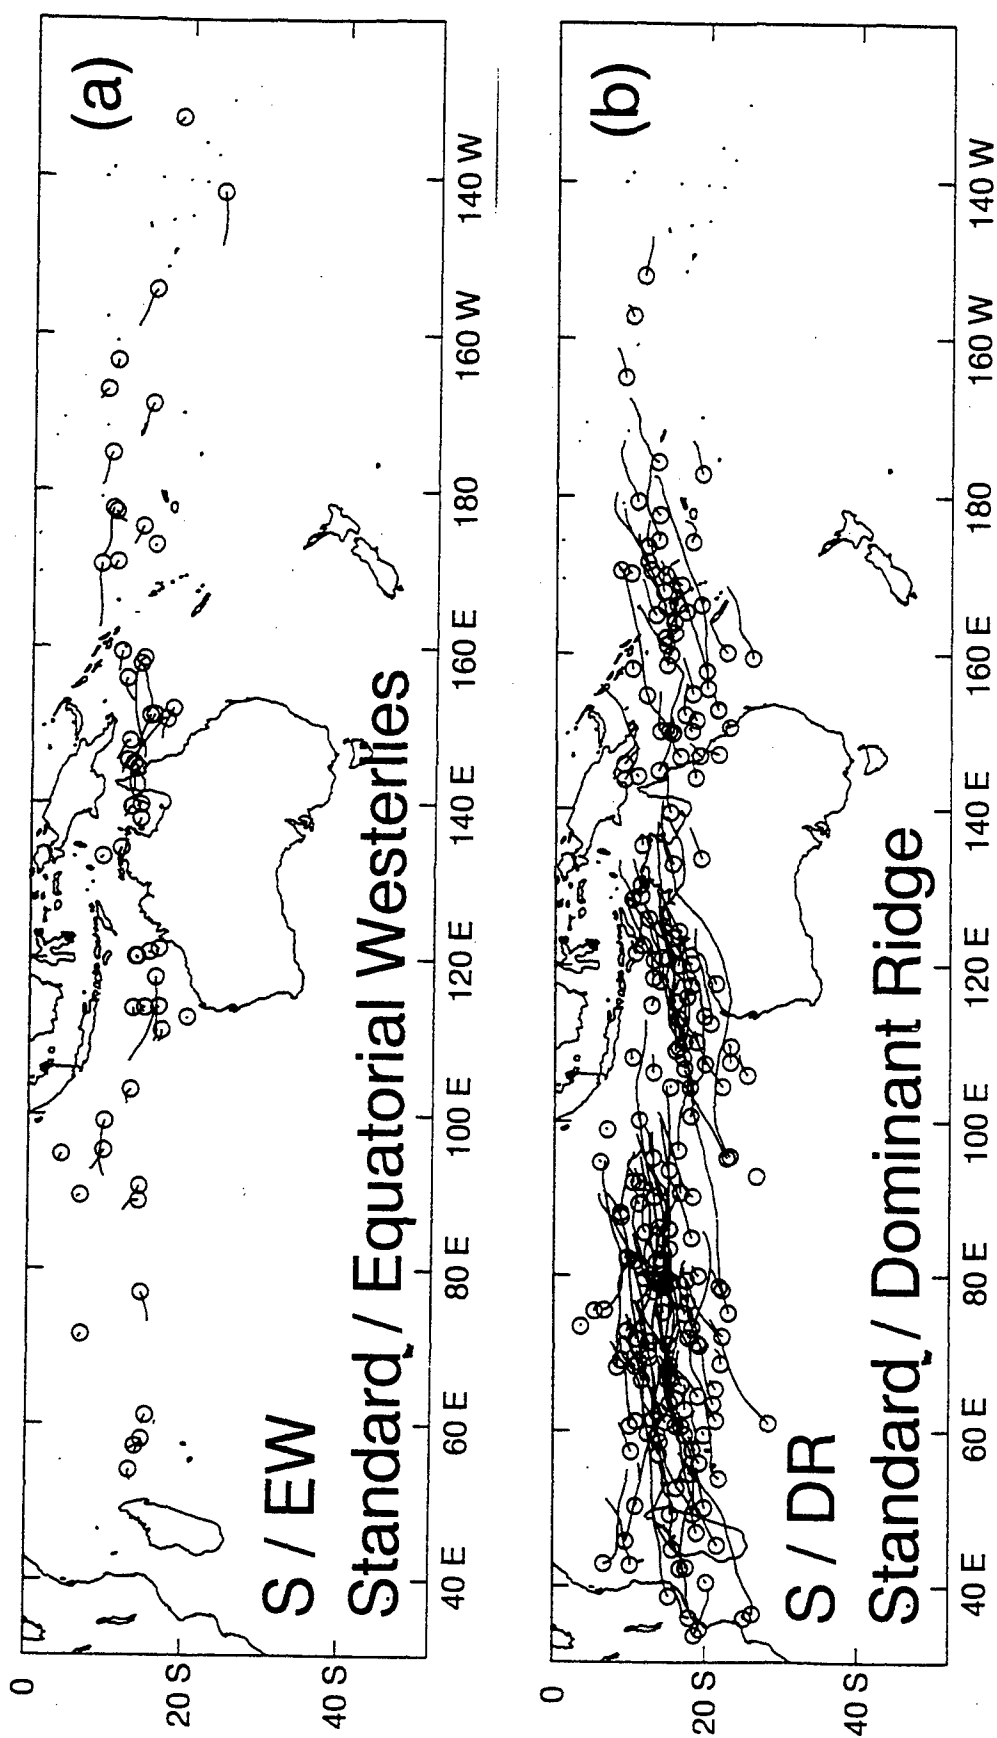 (a)
S / EW
Standard / Equatorial Westerlies
0
20 S
40 S
40 E
60 E
80 E
100 E
120 E
140 E
160 E
180
160 W
140 W
(b)
S / DR
Standard / Dominant Ridge
0
20 S
40 S
40 E
60 E
80 E
100 E
120 E
140 E
160 E
180
160 W
140 W